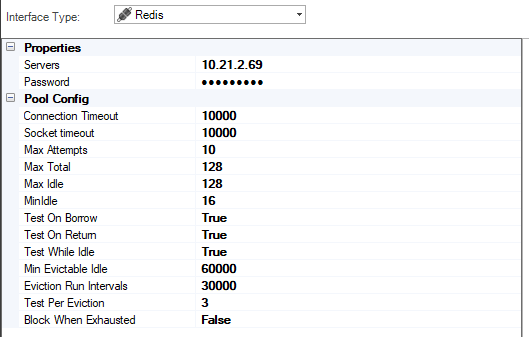 Interface Type: Redis
Properties
Servers 10.21.2.69
Password ●●●●●●●●●
Pool Config
Connection Timeout 10000
Socket timeout 10000
Max Attempts 10
Max Total 128
Max Idle 128
MinIdle 16
Test On Borrow True
Test On Return True
Test While Idle True
Min Evictable Idle 60000
Eviction Run Intervals 30000
Test Per Eviction 3
Block When Exhausted False